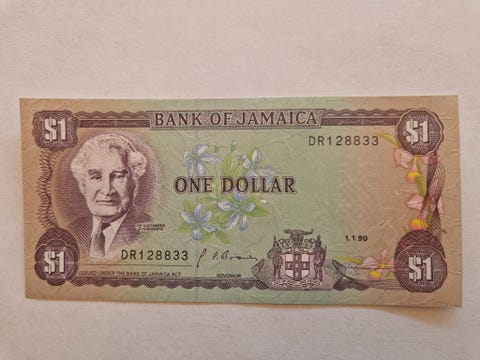 BANK OF JAMAICA
$1
$1
DR128833
ONE DOLLAR
1.1.90
DR128833
ISSUED UNDER THE BANK OF JAMAICA ACT
GOVERNOR
$1
$1